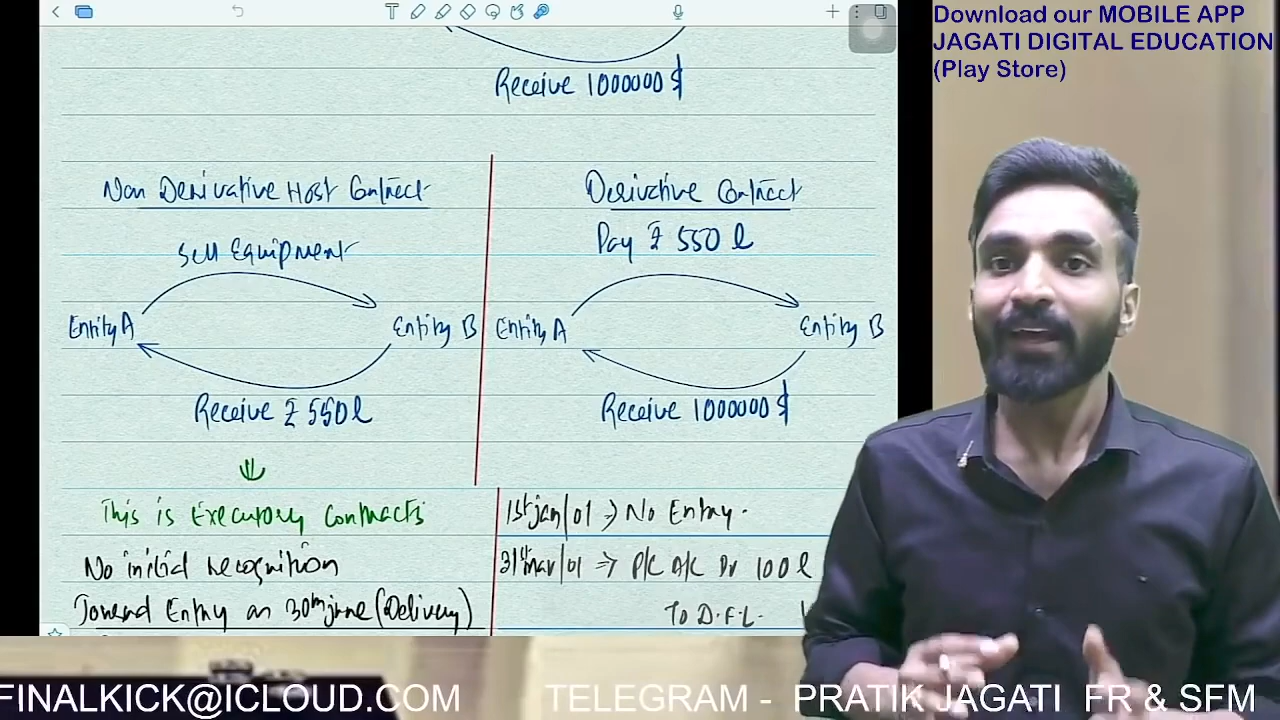 Download our MOBILE APP
JAGATI DIGITAL EDUCATION
(Play Store)
Receive 1000000 $
Non Derivative Host Contract
Derivative Contract
Sell Equipment
Pay ₹ 550 l
Entity A
Entity B
Entity A
Entity B
Receive ₹ 550 l
Receive 1000000 $
This is Executory Contracts
1st Jan/01 ⇒ No Entry.
No initial recognition
31st Mar/01 ⇒ P/L A/c Dr 100 l
Journal Entry on 30th June (Delivery)
To D.F.L.
FINALKICK@ICLOUD.COM
TELEGRAM - PRATIK JAGATI FR & SFM